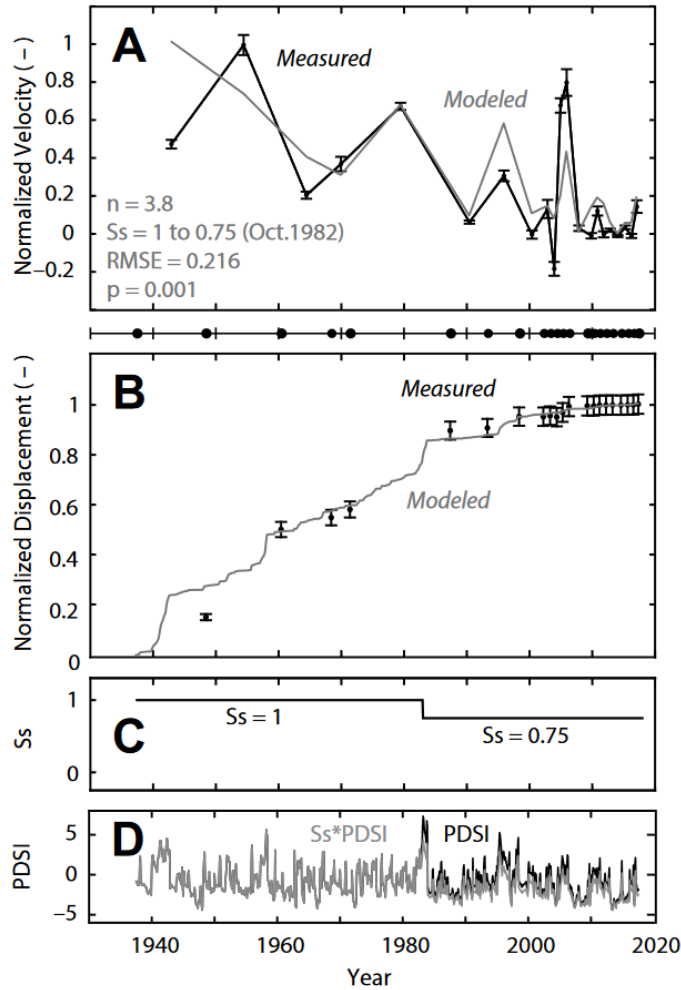 A
Measured
Modeled
Normalized Velocity (−)
1
0.8
0.6
0.4
0.2
0
−0.2
n = 3.8
Ss = 1 to 0.75 (Oct.1982)
RMSE = 0.216
p = 0.001
B
Measured
Modeled
Normalized Displacement (−)
1
0.8
0.6
0.4
0.2
0
C
Ss
1
0
Ss = 1
Ss = 0.75
D
Ss*PDSI
PDSI
PDSI
5
0
−5
1940
1960
1980
2000
2020
Year